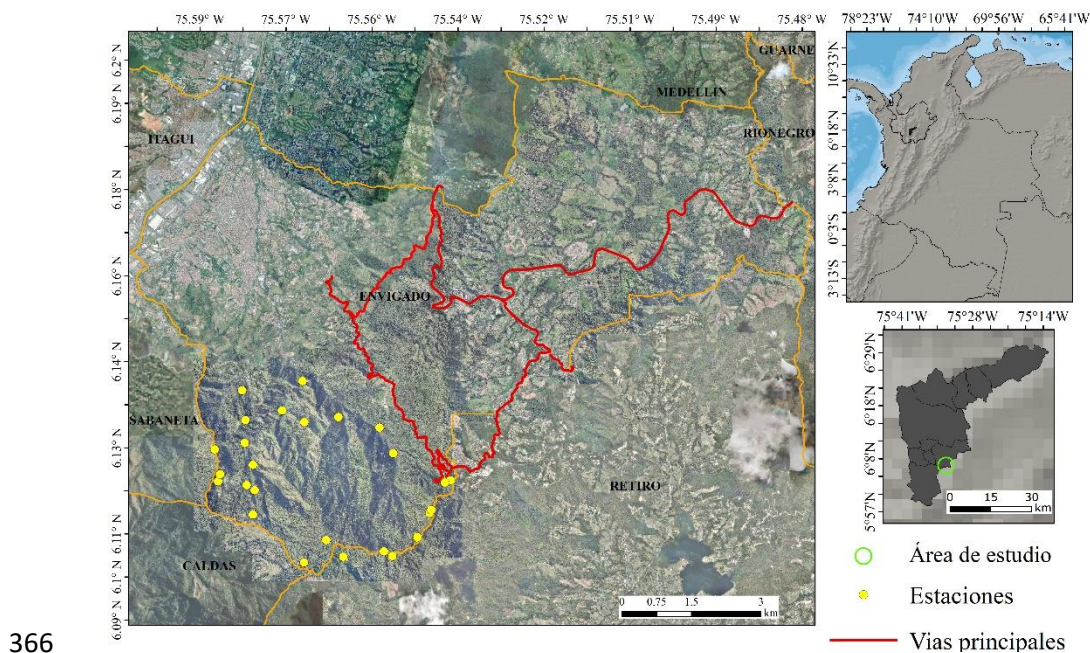 75.59° W 75.57° W 75.56° W 75.54° W 75.52° W 75.51° W 75.49° W 75.48° W
6.2° N
6.19° N
6.18° N
6.16° N
6.14° N
6.13° N
6.11° N
6.1° N
6.09° N
GUARNE
MEDELLIN
ITAGUI
RIONEGRO
ENVIGADO
SABANETA
RETIRO
CALDAS
0 0.75 1.5 3
km
78°23' W 74°10' W 69°56' W 65°41' W
10°33' N
6°18' N
3°8' N
0°3' N
3°13' N
75°41' W 75°28' W 75°14' W
6°29' N
6°18' N
6°8' N
5°57' N
0 15 30
km
Área de estudio
Estaciones
Vias principales
366